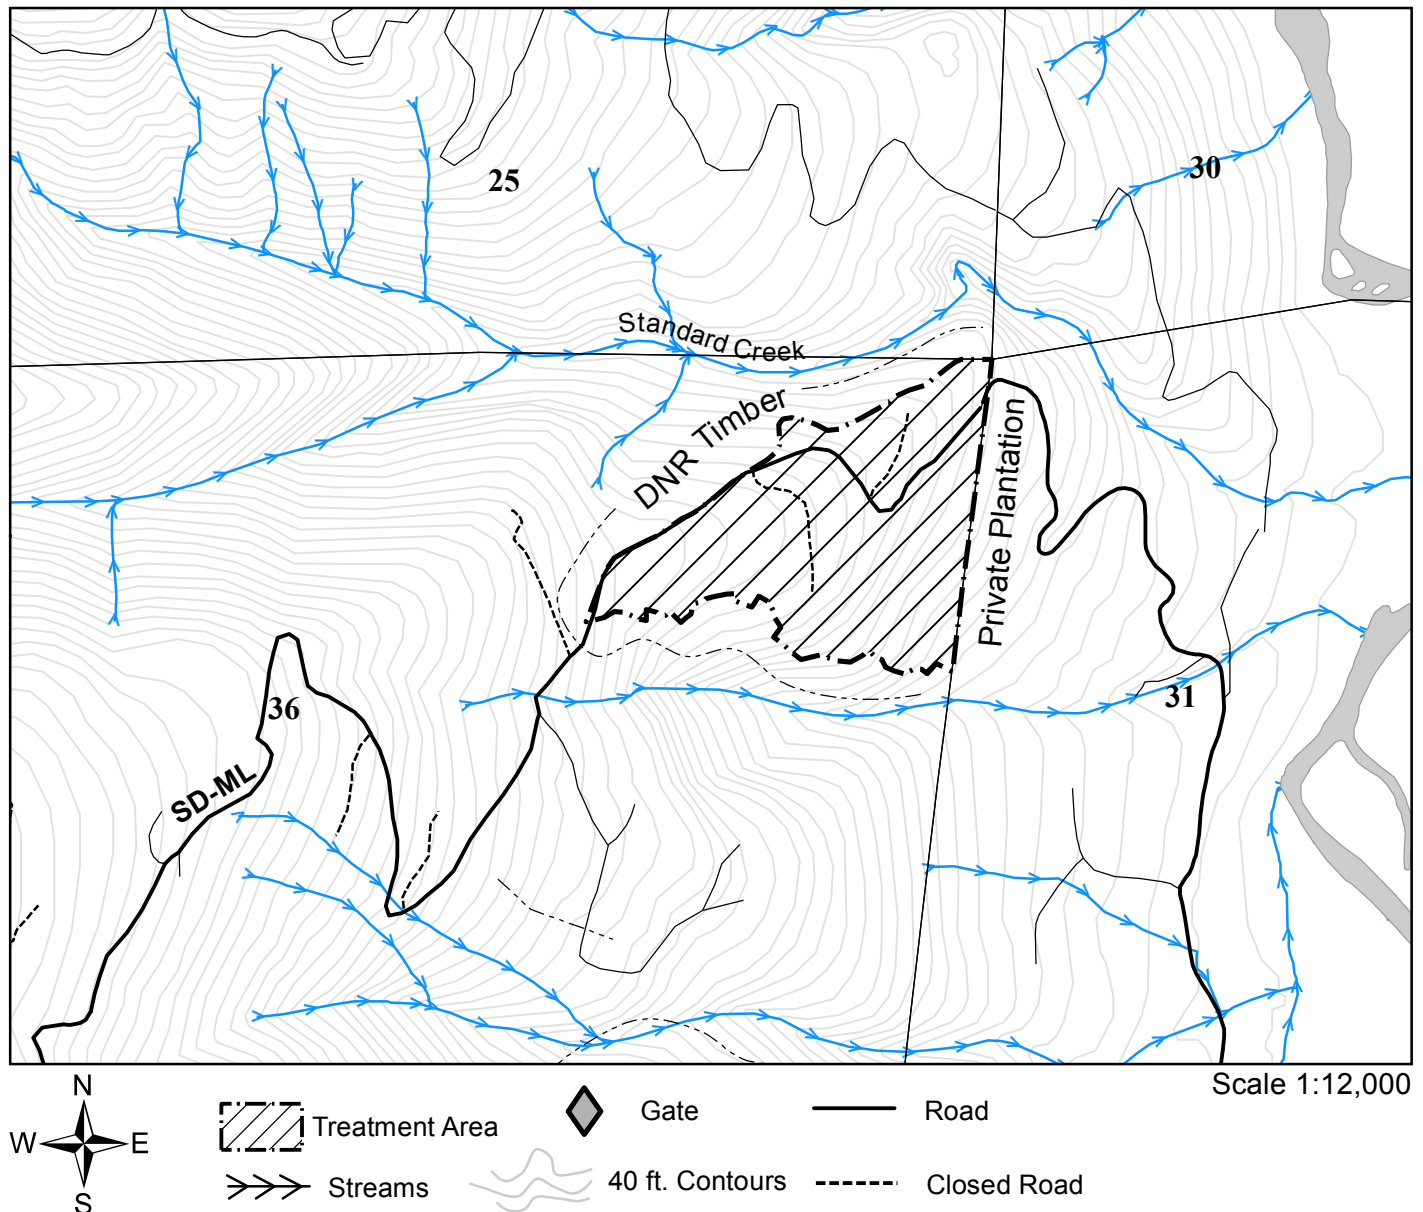 25
30
Standard Creek
DNR Timber
Private Plantation
36
31
SD-ML
Scale 1:12,000
N
W E
S
Treatment Area
Gate
Road
Streams
40 ft. Contours
Closed Road